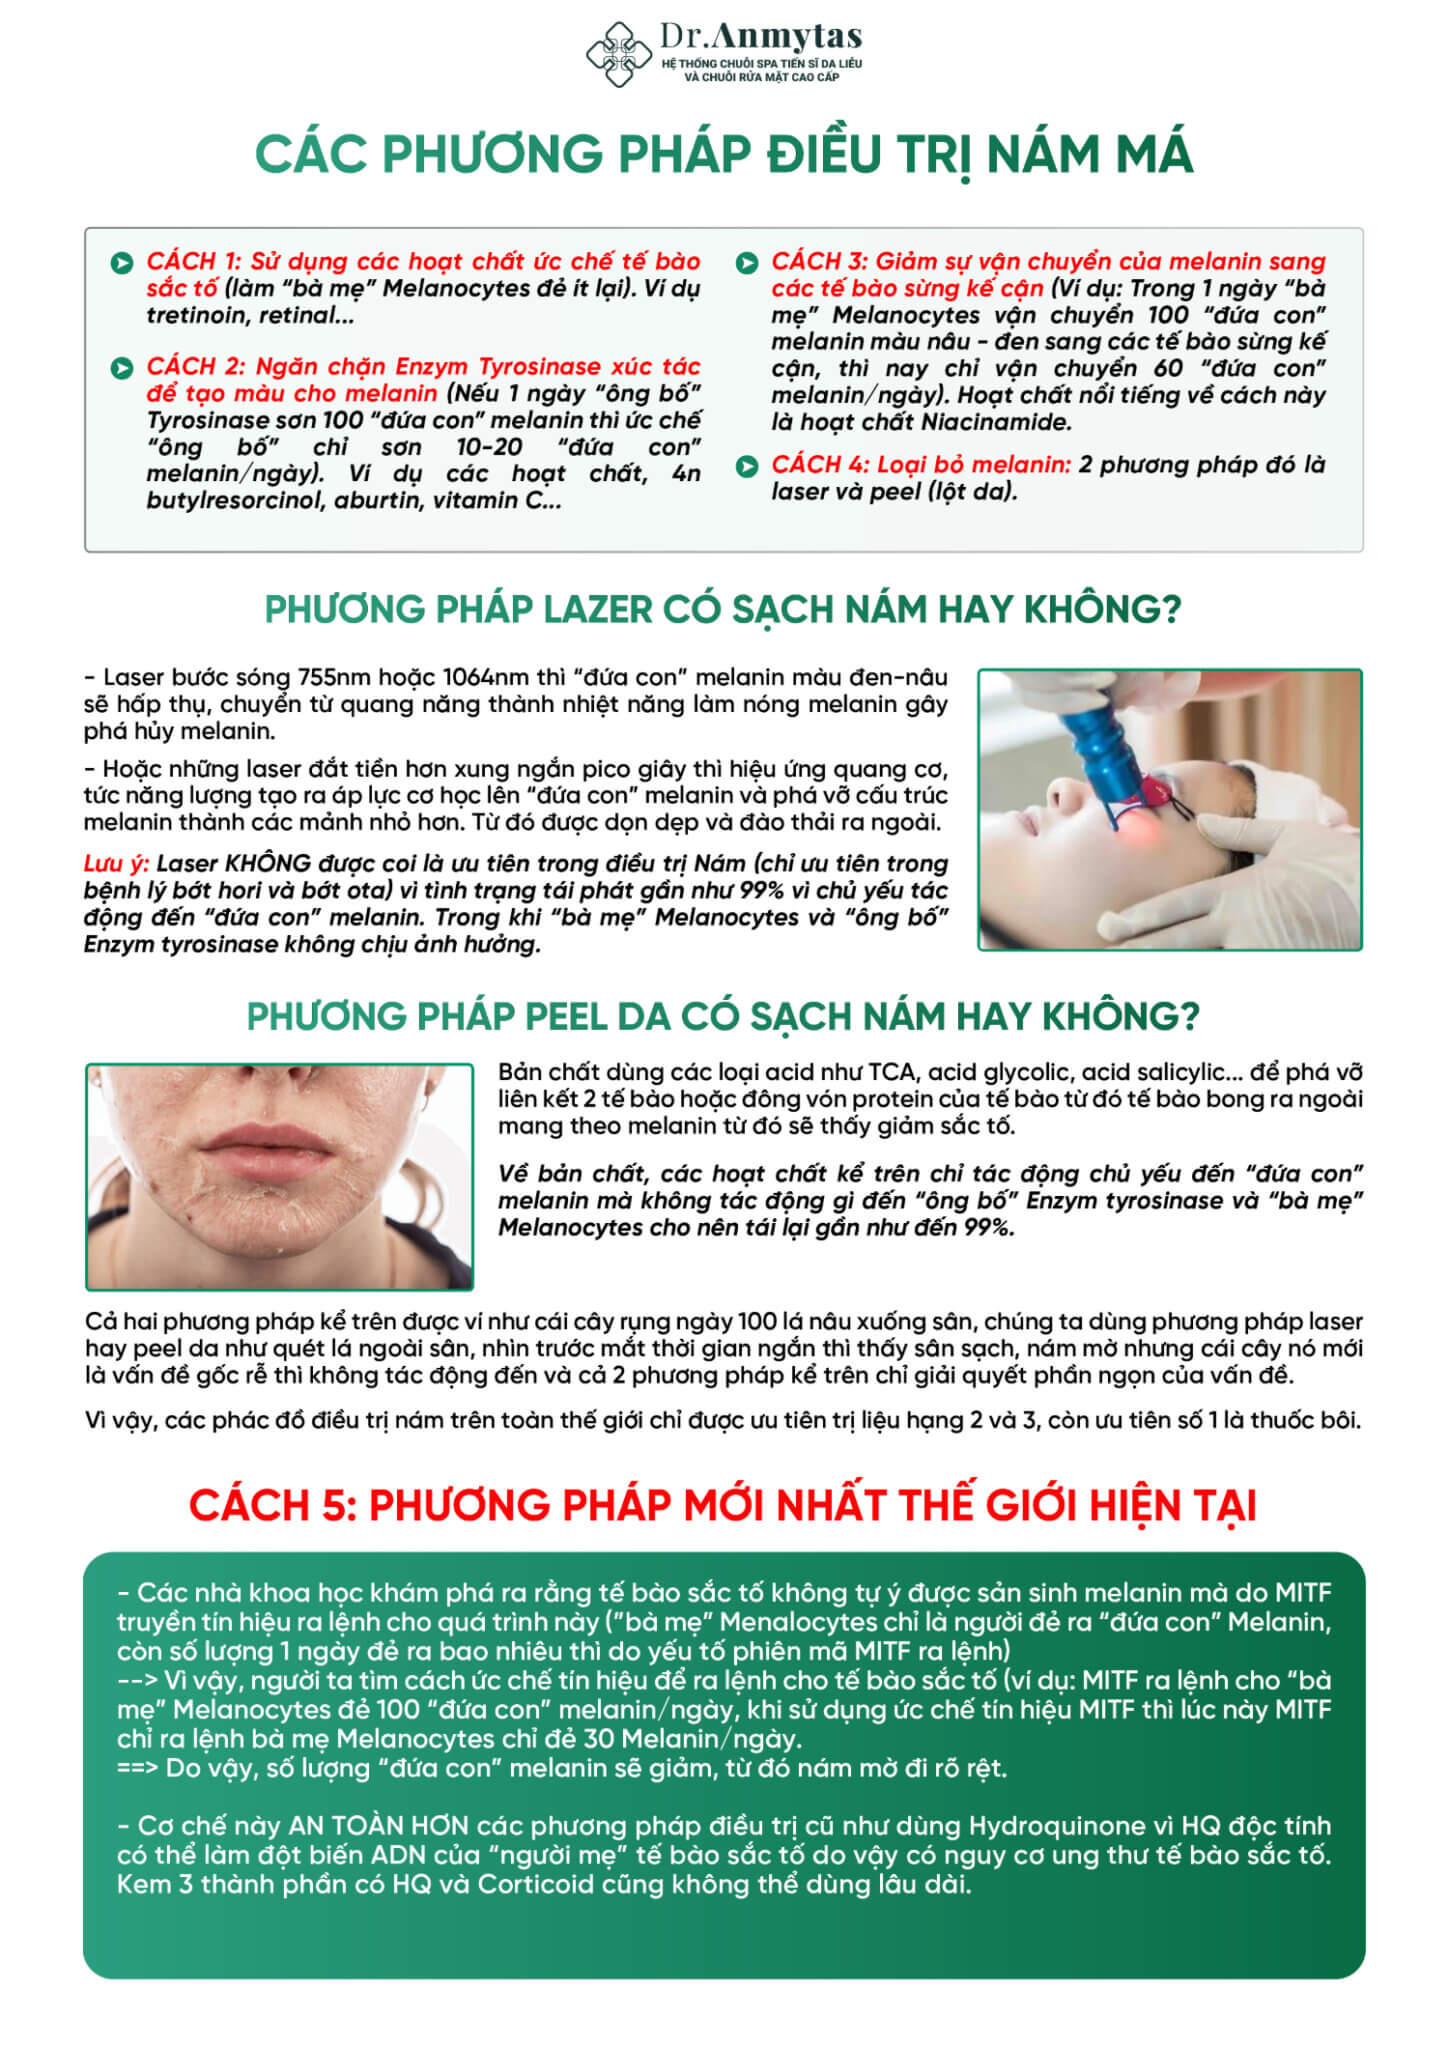 Dr.Anmytas
HỆ THỐNG CHUỖI SPA TIẾN SĨ DA LIỄU
VÀ CHUỖI RỬA MẶT CAO CẤP
CÁC PHƯƠNG PHÁP ĐIỀU TRỊ NÁM MÁ
CÁCH 1: Sử dụng các hoạt chất ức chế tế bào
sắc tố (làm “bà mẹ” Melanocytes đẻ ít lại). Ví dụ
tretinoin, retinal...
CÁCH 2: Ngăn chặn Enzym Tyrosinase xúc tác
để tạo màu cho melanin (Nếu 1 ngày “ông bố”
Tyrosinase sơn 100 “đứa con” melanin thì ức chế
“ông bố” chỉ sơn 10-20 “đứa con”
melanin/ngày). Ví dụ các hoạt chất, 4n
butylresorcinol, aburtin, vitamin C...
CÁCH 3: Giảm sự vận chuyển của melanin sang
các tế bào sừng kế cận (Ví dụ: Trong 1 ngày “bà
mẹ” Melanocytes vận chuyển 100 “đứa con”
melanin màu nâu - đen sang các tế bào sừng kế
cận, thì nay chỉ vận chuyển 60 “đứa con”
melanin/ngày). Hoạt chất nổi tiếng về cách này
là hoạt chất Niacinamide.
CÁCH 4: Loại bỏ melanin: 2 phương pháp đó là
laser và peel (lột da).
PHƯƠNG PHÁP LAZER CÓ SẠCH NÁM HAY KHÔNG?
- Laser bước sóng 755nm hoặc 1064nm thì “đứa con” melanin màu đen-nâu
sẽ hấp thụ, chuyển từ quang năng thành nhiệt năng làm nóng melanin gây
phá hủy melanin.
- Hoặc những laser đắt tiền hơn xung ngắn pico giây thì hiệu ứng quang cơ,
tức năng lượng tạo ra áp lực cơ học lên “đứa con” melanin và phá vỡ cấu trúc
melanin thành các mảnh nhỏ hơn. Từ đó được dọn dẹp và đào thải ra ngoài.
Lưu ý: Laser KHÔNG được coi là ưu tiên trong điều trị Nám (chỉ ưu tiên trong
bệnh lý bớt hori và bớt ota) vì tình trạng tái phát gần như 99% vì chủ yếu tác
động đến “đứa con” melanin. Trong khi “bà mẹ” Melanocytes và “ông bố”
Enzym tyrosinase không chịu ảnh hưởng.
PHƯƠNG PHÁP PEEL DA CÓ SẠCH NÁM HAY KHÔNG?
Bản chất dùng các loại acid như TCA, acid glycolic, acid salicylic... để phá vỡ
liên kết 2 tế bào hoặc đông vón protein của tế bào từ đó tế bào bong ra ngoài
mang theo melanin từ đó sẽ thấy giảm sắc tố.
Về bản chất, các hoạt chất kể trên chỉ tác động chủ yếu đến “đứa con”
melanin mà không tác động gì đến “ông bố” Enzym tyrosinase và “bà mẹ”
Melanocytes cho nên tái lại gần như đến 99%.
Cả hai phương pháp kể trên được ví như cái cây rụng ngày 100 lá nâu xuống sân, chúng ta dùng phương pháp laser
hay peel da như quét lá ngoài sân, nhìn trước mắt thời gian ngắn thì thấy sân sạch, nám mờ nhưng cái cây nó mới
là vấn đề gốc rễ thì không tác động đến và cả 2 phương pháp kể trên chỉ giải quyết phần ngọn của vấn đề.
Vì vậy, các phác đồ điều trị nám trên toàn thế giới chỉ được ưu tiên trị liệu hạng 2 và 3, còn ưu tiên số 1 là thuốc bôi.
CÁCH 5: PHƯƠNG PHÁP MỚI NHẤT THẾ GIỚI HIỆN TẠI
- Các nhà khoa học khám phá ra rằng tế bào sắc tố không tự ý được sản sinh melanin mà do MITF
truyền tín hiệu ra lệnh cho quá trình này (”bà mẹ” Menalocytes chỉ là người đẻ ra “đứa con” Melanin,
còn số lượng 1 ngày đẻ ra bao nhiêu thì do yếu tố phiên mã MITF ra lệnh)
--> Vì vậy, người ta tìm cách ức chế tín hiệu để ra lệnh cho tế bào sắc tố (ví dụ: MITF ra lệnh cho “bà
mẹ” Melanocytes đẻ 100 “đứa con” melanin/ngày, khi sử dụng ức chế tín hiệu MITF thì lúc này MITF
chỉ ra lệnh bà mẹ Melanocytes chỉ đẻ 30 Melanin/ngày.
==> Do vậy, số lượng “đứa con” melanin sẽ giảm, từ đó nám mờ đi rõ rệt.
- Cơ chế này AN TOÀN HƠN các phương pháp điều trị cũ như dùng Hydroquinone vì HQ độc tính
có thể làm đột biến ADN của “người mẹ” tế bào sắc tố do vậy có nguy cơ ung thư tế bào sắc tố.
Kem 3 thành phần có HQ và Corticoid cũng không thể dùng lâu dài.